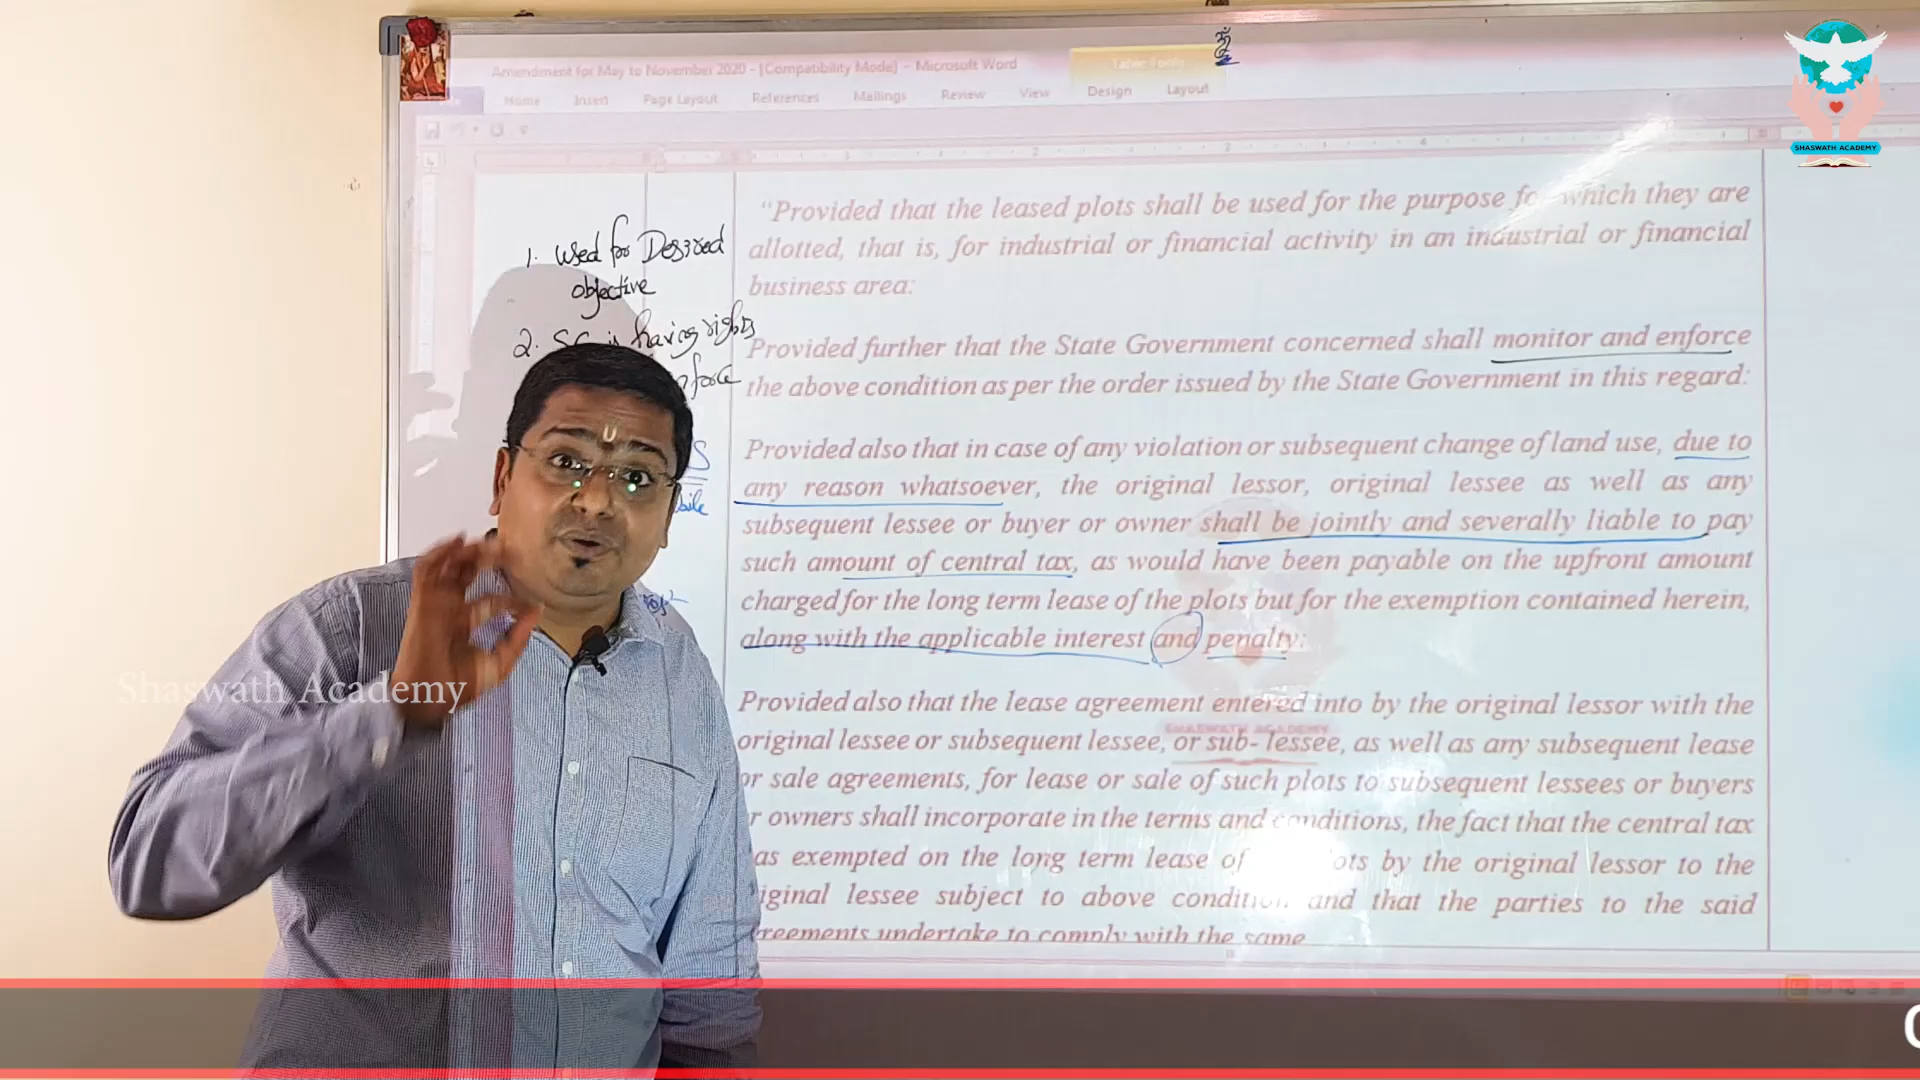 Amendment for May to November 2020 - [Compatibility Mode] - Microsoft Word
Table Tools
Home Insert Page Layout References Mailings Review View Design Layout
SHASWATH ACADEMY
“Provided that the leased plots shall be used for the purpose fo which they are
allotted, that is, for industrial or financial activity in an industrial or financial
business area:
Provided further that the State Government concerned shall monitor and enforce
the above condition as per the order issued by the State Government in this regard:
Provided also that in case of any violation or subsequent change of land use, due to
any reason whatsoever, the original lessor, original lessee as well as any
subsequent lessee or buyer or owner shall be jointly and severally liable to pay
such amount of central tax, as would have been payable on the upfront amount
charged for the long term lease of the plots but for the exemption contained herein,
along with the applicable interest and penalty:
Provided also that the lease agreement entered into by the original lessor with the
original lessee or subsequent lessee, or sub- lessee, as well as any subsequent lease
or sale agreements, for lease or sale of such plots to subsequent lessees or buyers
r owners shall incorporate in the terms and conditions, the fact that the central tax
as exempted on the long term lease of ots by the original lessor to the
iginal lessee subject to above condition and that the parties to the said
reements undertake to comply with the same
1. Used for Desired
objective
2. having rights
Shaswath Academy
SHASWATH ACADEMY